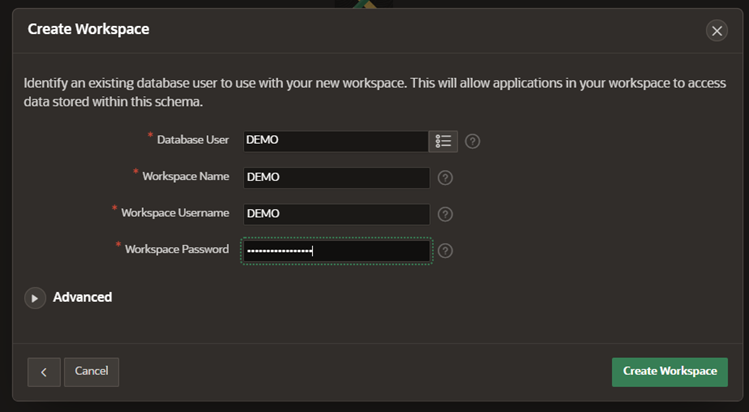 Create Workspace
Identify an existing database user to use with your new workspace. This will allow applications in your workspace to access
data stored within this schema.
* Database User DEMO
* Workspace Name DEMO
* Workspace Username DEMO
* Workspace Password •••••••••••••••••
Advanced
Cancel Create Workspace